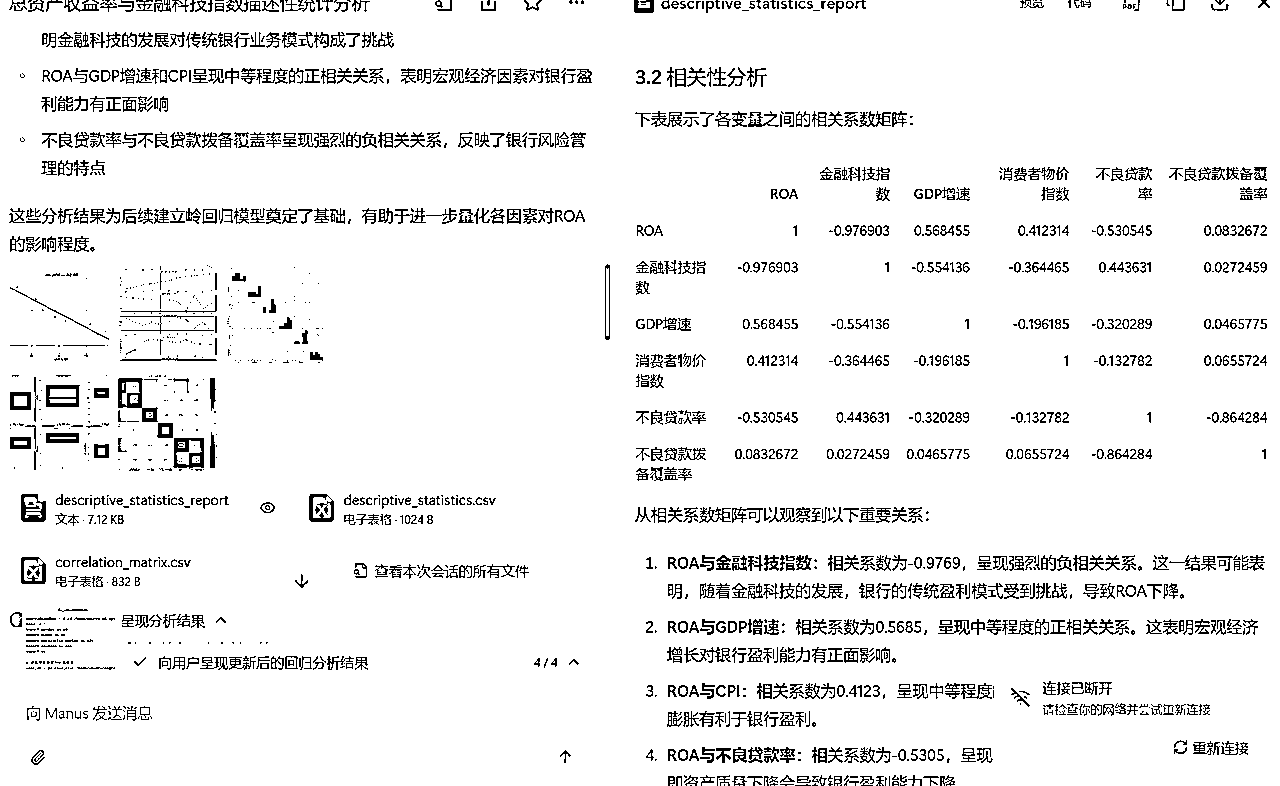 总资产收益率与金融科技指数描述性统计分析
明金融科技的发展对传统银行业务模式构成了挑战
ROA与GDP增速和CPI呈现中等程度的正相关关系，表明宏观经济因素对银行盈
利能力有正面影响
不良贷款率与不良贷款拨备覆盖率呈现强烈的负相关关系，反映了银行风险管
理的特点
这些分析结果为后续建立岭回归模型奠定了基础，有助于进一步量化各因素对ROA
的影响程度。
descriptive_statistics_report
文本 · 7.12 KB
descriptive_statistics.csv
电子表格 · 1024 B
correlation_matrix.csv
电子表格 · 832 B
查看本次会话的所有文件
呈现分析结果
向用户呈现更新后的回归分析结果
4 / 4
向 Manus 发送消息
descriptive_statistics_report
预览 代码
3.2 相关性分析
下表展示了各变量之间的相关系数矩阵：
ROA 金融科技指数 GDP增速 消费者物价指数 不良贷款率 不良贷款拨备覆盖率
ROA 1 -0.976903 0.568455 0.412314 -0.530545 0.0832672
金融科技指数 -0.976903 1 -0.554136 -0.364465 0.443631 0.0272459
GDP增速 0.568455 -0.554136 1 -0.196185 -0.320289 0.0465775
消费者物价指数 0.412314 -0.364465 -0.196185 1 -0.132782 0.0655724
不良贷款率 -0.530545 0.443631 -0.320289 -0.132782 1 -0.864284
不良贷款拨备覆盖率 0.0832672 0.0272459 0.0465775 0.0655724 -0.864284 1
从相关系数矩阵可以观察到以下重要关系：
1. ROA与金融科技指数：相关系数为-0.9769，呈现强烈的负相关关系。这一结果可能表
明，随着金融科技的发展，银行的传统盈利模式受到挑战，导致ROA下降。
2. ROA与GDP增速：相关系数为0.5685，呈现中等程度的正相关关系。这表明宏观经济
增长对银行盈利能力有正面影响。
3. ROA与CPI：相关系数为0.4123，呈现中等程度
膨胀有利于银行盈利。
4. ROA与不良贷款率：相关系数为-0.5305，呈现
即资产质量下降会导致银行盈利能力下降
连接已断开
请检查你的网络并尝试重新连接
重新连接